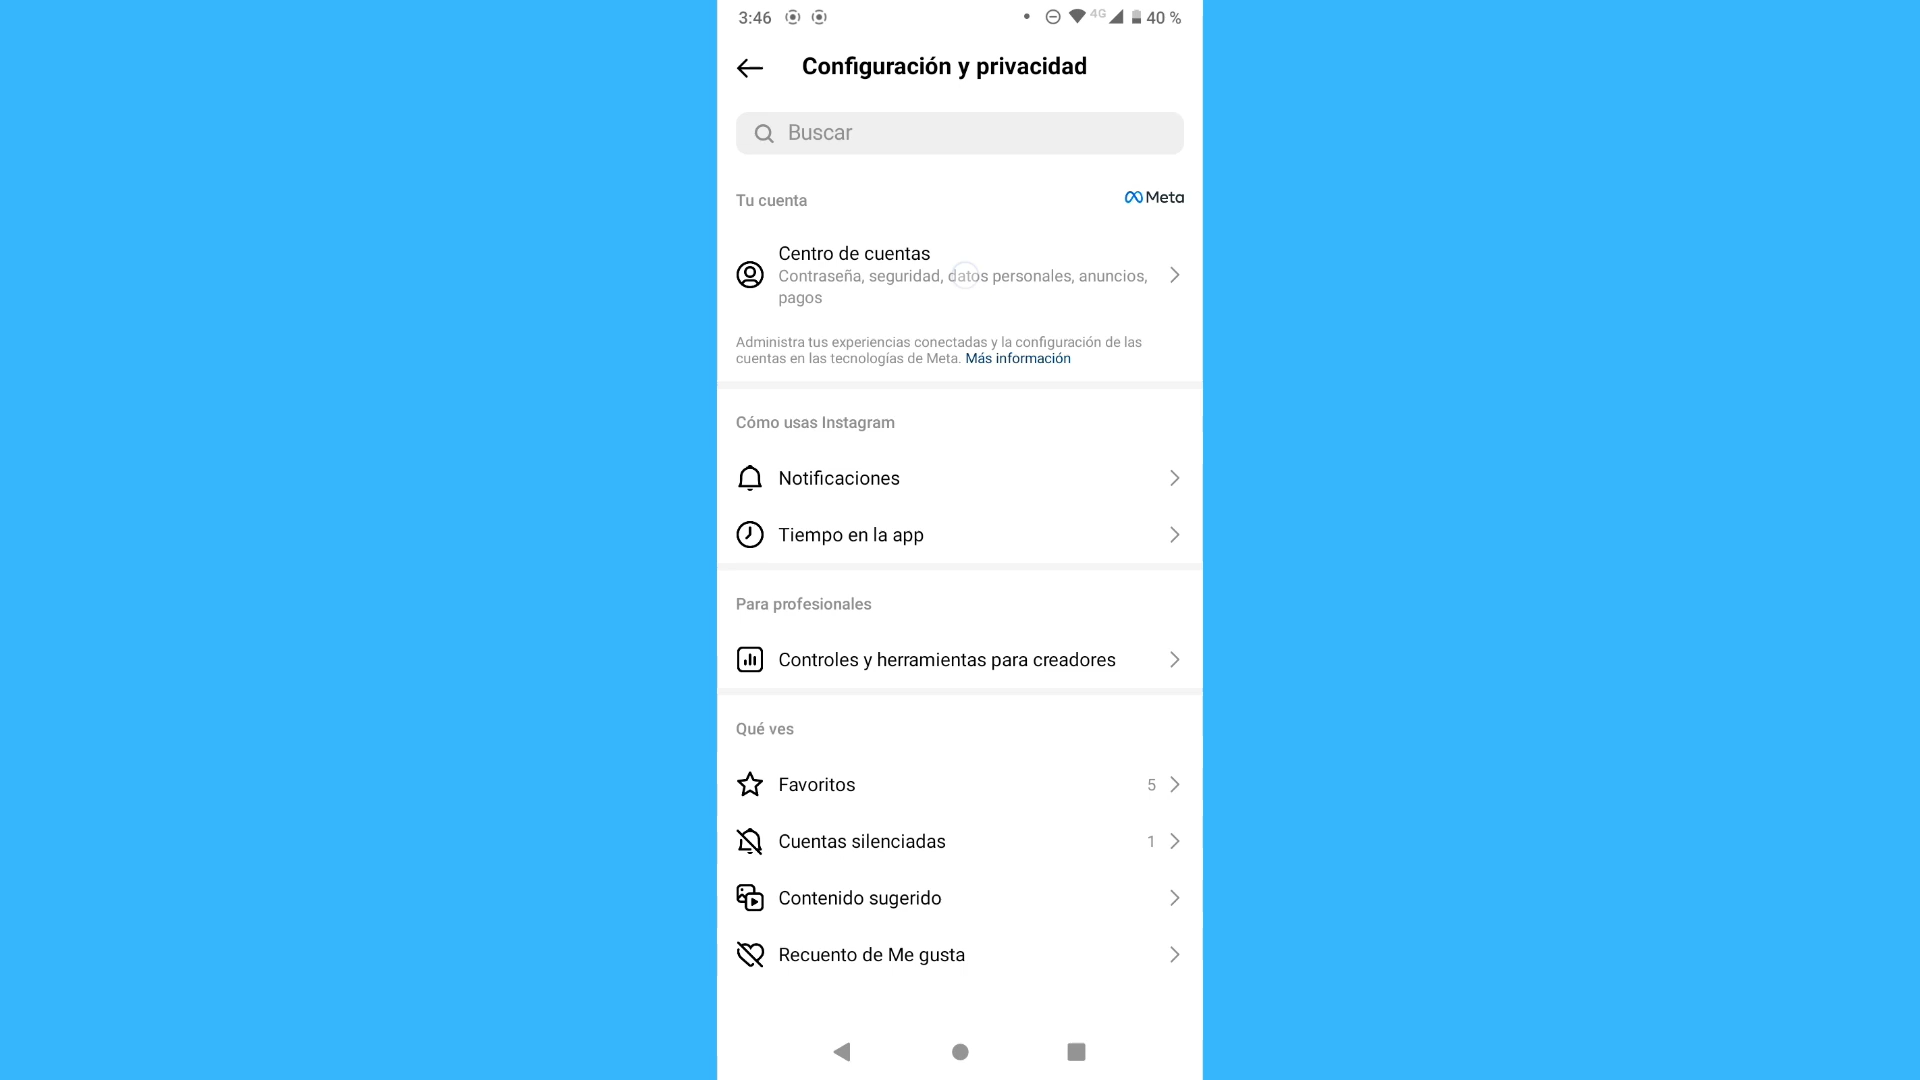 3:46
4G
40 %
Configuración y privacidad
Buscar
Tu cuenta
Meta
Centro de cuentas
Contraseña, seguridad, datos personales, anuncios,
pagos
Administra tus experiencias conectadas y la configuración de las
cuentas en las tecnologías de Meta. Más información
Cómo usas Instagram
Notificaciones
Tiempo en la app
Para profesionales
Controles y herramientas para creadores
Qué ves
Favoritos 5
Cuentas silenciadas 1
Contenido sugerido
Recuento de Me gusta